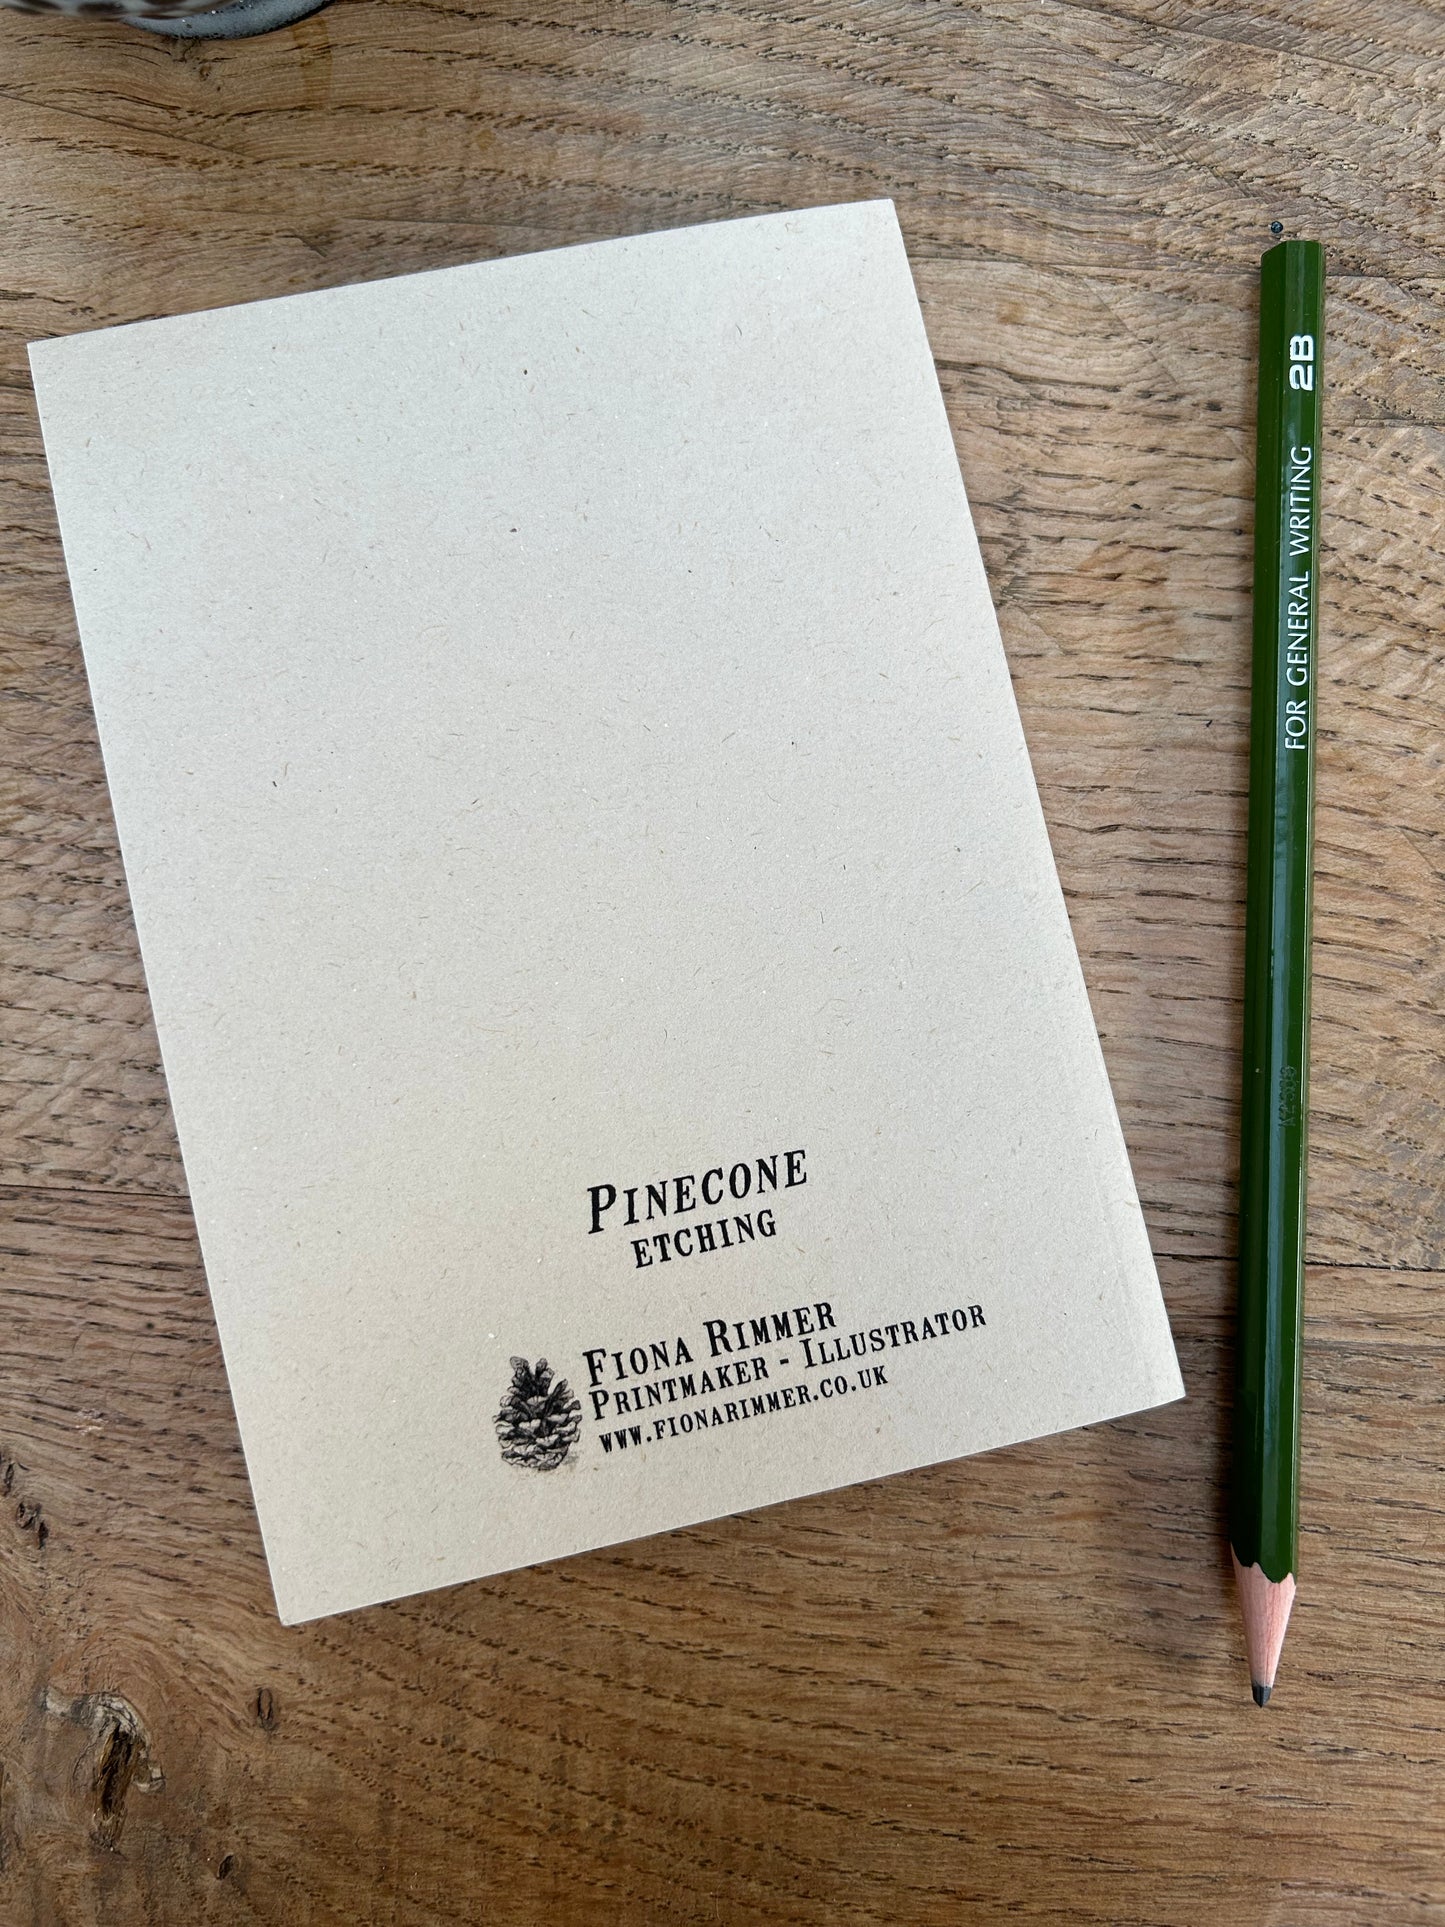 Pinecone
etching
Fiona Rimmer
Printmaker - Illustrator
www.fionarimmer.co.uk
FOR GENERAL WRITING 2B